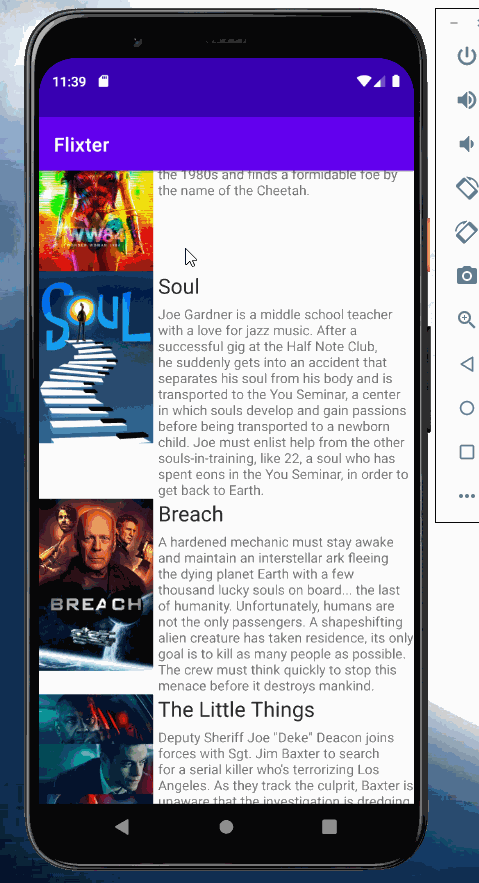 11:39
Flixter
the 1980s and finds a formidable foe by
the name of the Cheetah.
WW84
Soul
SOUL
Joe Gardner is a middle school teacher
with a love for jazz music. After a
successful gig at the Half Note Club,
he suddenly gets into an accident that
separates his soul from his body and is
transported to the You Seminar, a center
in which souls develop and gain passions
before being transported to a newborn
child. Joe must enlist help from the other
souls-in-training, like 22, a soul who has
spent eons in the You Seminar, in order to
get back to Earth.
Breach
BREACH
A hardened mechanic must stay awake
and maintain an interstellar ark fleeing
the dying planet Earth with a few
thousand lucky souls on board... the last
of humanity. Unfortunately, humans are
not the only passengers. A shapeshifting
alien creature has taken residence, its only
goal is to kill as many people as possible.
The crew must think quickly to stop this
menace before it destroys mankind.
The Little Things
Deputy Sheriff Joe "Deke" Deacon joins
forces with Sgt. Jim Baxter to search
for a serial killer who's terrorizing Los
Angeles. As they track the culprit, Baxter is
unaware that the investigation is dredging